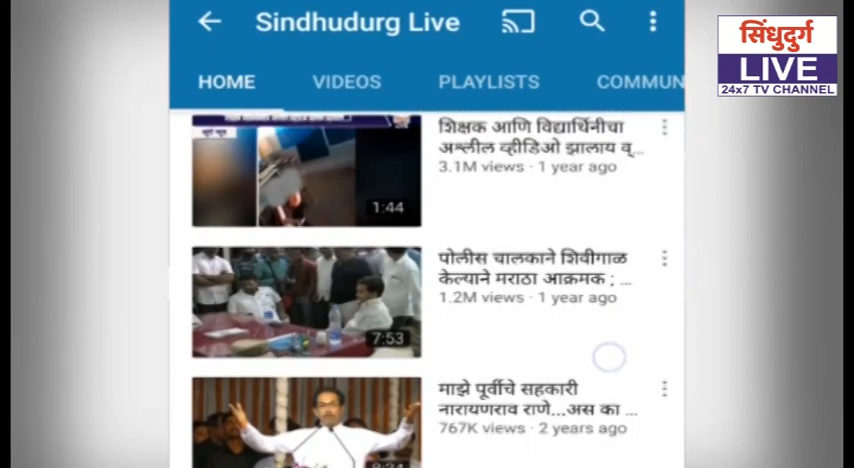 Sindhudurg Live
सिंधुदुर्ग
LIVE
24x7 TV CHANNEL
HOME VIDEOS PLAYLISTS COMMUN
शिक्षक आणि विद्यार्थिनीचा
अश्लील व्हीडिओ झालाय व्...
3.1M views · 1 year ago
1:44
पोलीस चालकाने शिवीगाळ
केल्याने मराठा आक्रमक ; ...
1.2M views · 1 year ago
7:53
माझे पूर्वीचे सहकारी
नारायणराव राणे...अस का ...
767K views · 2 years ago